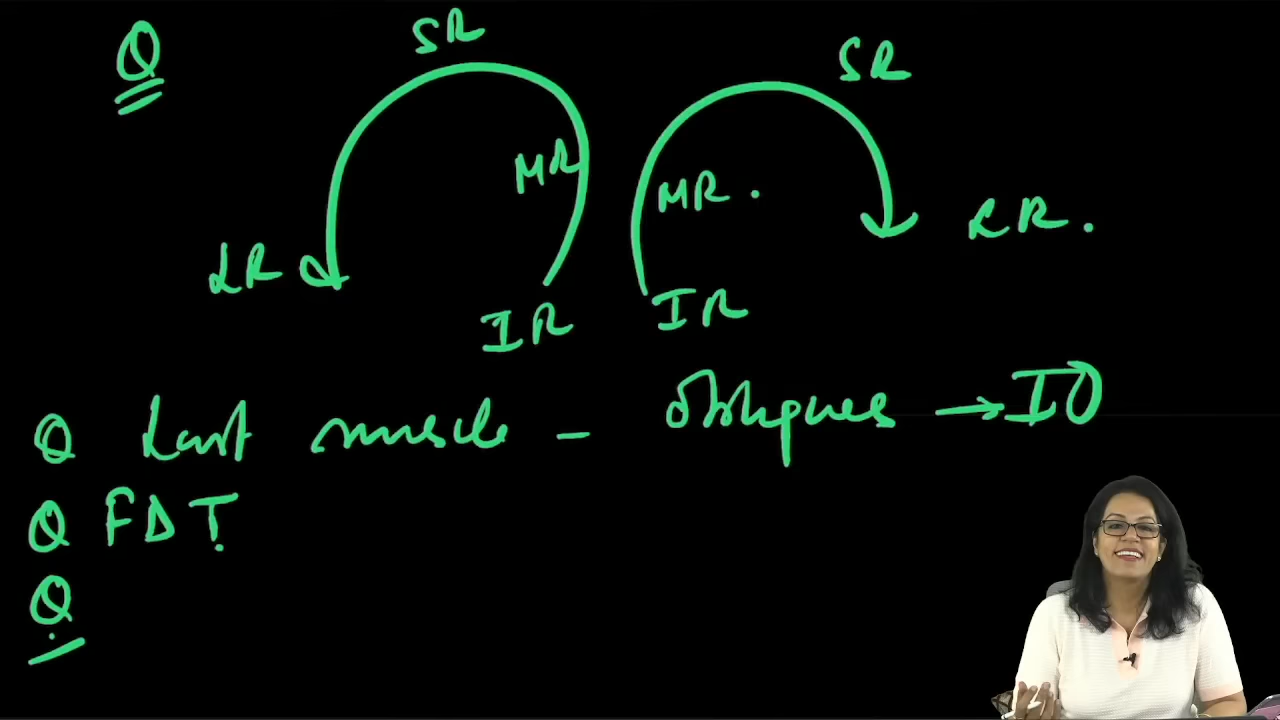 Q SR SR
MR MR.
LR LR.
IR IR
Q Last muscle - obliques → IO
Q FDT
Q